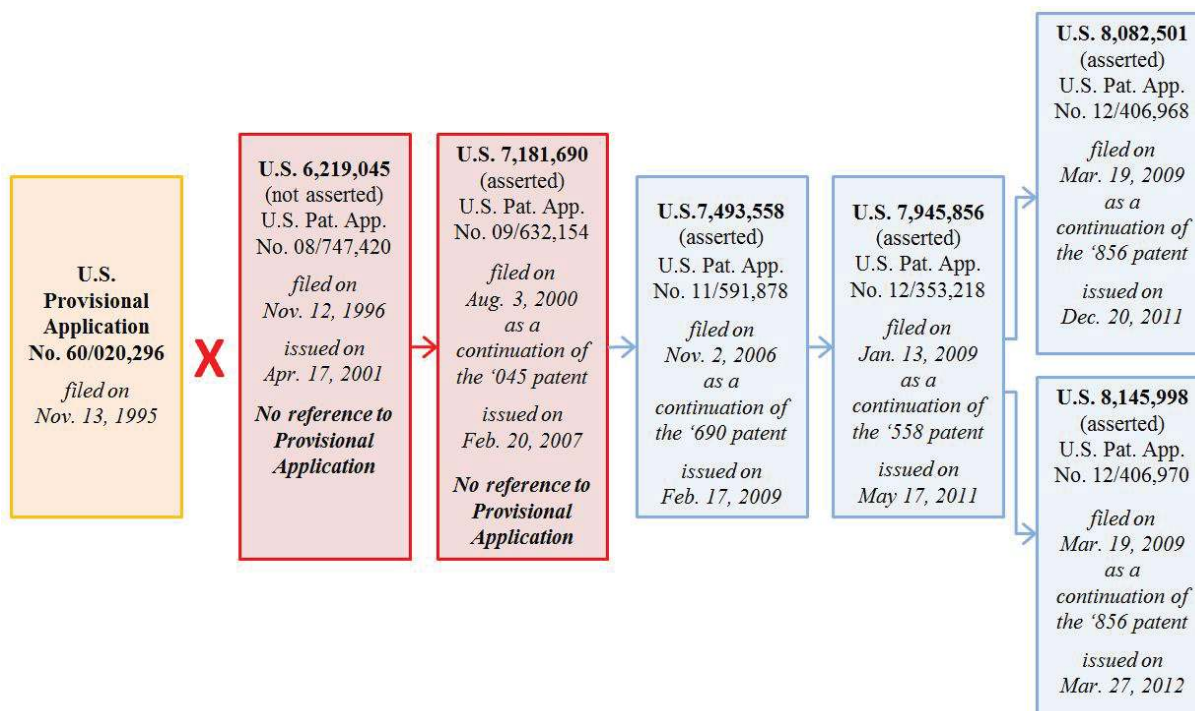 U.S.
Provisional
Application
No. 60/020,296
filed on
Nov. 13, 1995
X
U.S. 6,219,045
(not asserted)
U.S. Pat. App.
No. 08/747,420
filed on
Nov. 12, 1996
issued on
Apr. 17, 2001
No reference to
Provisional
Application
U.S. 7,181,690
(asserted)
U.S. Pat. App.
No. 09/632,154
filed on
Aug. 3, 2000
as a
continuation of
the ‘045 patent
issued on
Feb. 20, 2007
No reference to
Provisional
Application
U.S.7,493,558
(asserted)
U.S. Pat. App.
No. 11/591,878
filed on
Nov. 2, 2006
as a
continuation of
the ‘690 patent
issued on
Feb. 17, 2009
U.S. 7,945,856
(asserted)
U.S. Pat. App.
No. 12/353,218
filed on
Jan. 13, 2009
as a
continuation of
the ‘558 patent
issued on
May 17, 2011
U.S. 8,082,501
(asserted)
U.S. Pat. App.
No. 12/406,968
filed on
Mar. 19, 2009
as a
continuation of
the ‘856 patent
issued on
Dec. 20, 2011
U.S. 8,145,998
(asserted)
U.S. Pat. App.
No. 12/406,970
filed on
Mar. 19, 2009
as a
continuation of
the ‘856 patent
issued on
Mar. 27, 2012